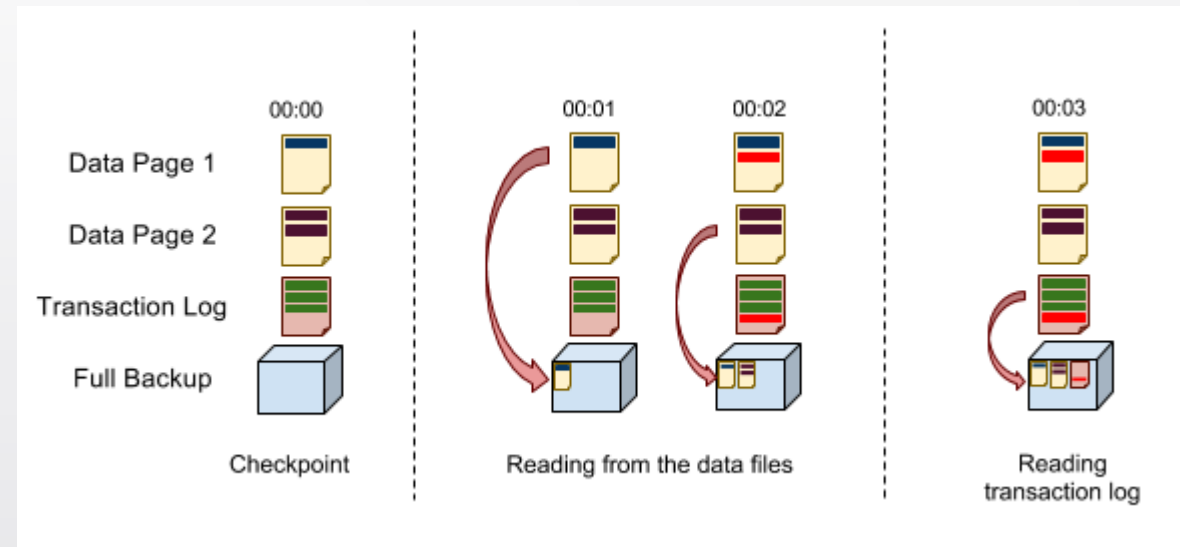 00:00
00:01
00:02
00:03
Data Page 1
Data Page 2
Transaction Log
Full Backup
Checkpoint
Reading from the data files
Reading
transaction log